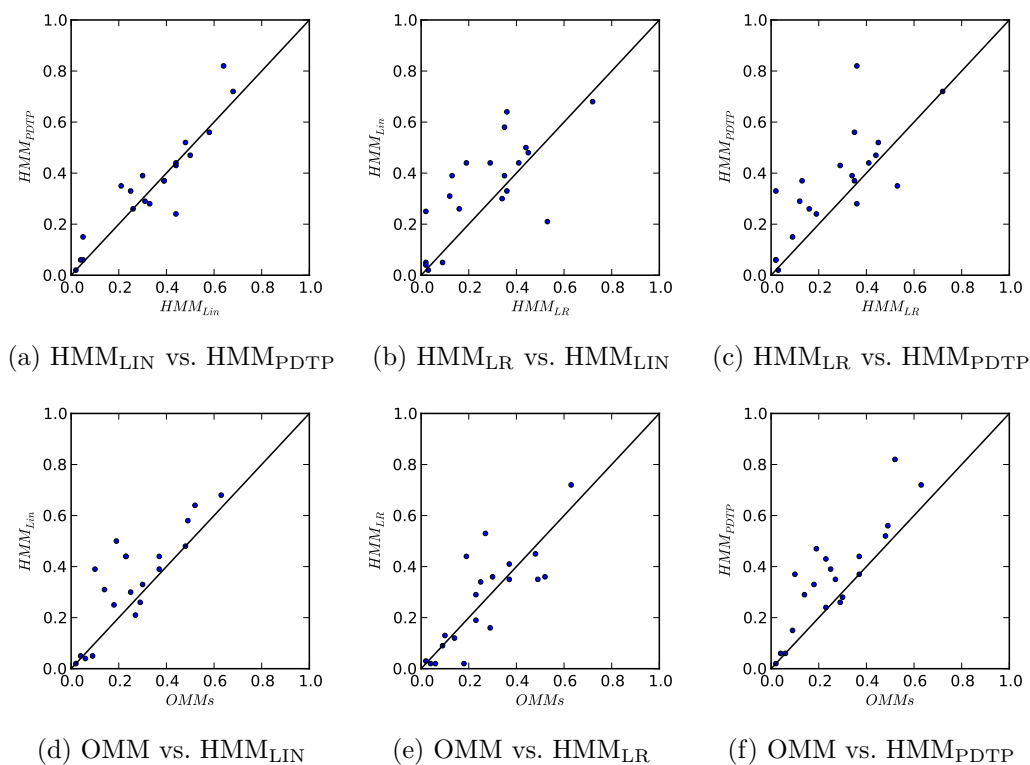 1.0 1.0 1.0
0.8 0.8 0.8
0.6 0.6 0.6
HMM_PDTP HMM_Lin HMM_PDTP
0.4 0.4 0.4
0.2 0.2 0.2
0.0 0.0 0.0
0.0 0.2 0.4 0.6 0.8 1.0 0.0 0.2 0.4 0.6 0.8 1.0 0.0 0.2 0.4 0.6 0.8 1.0
HMM_Lin HMM_LR HMM_LR
(a) HMM_LIN vs. HMM_PDTP (b) HMM_LR vs. HMM_LIN (c) HMM_LR vs. HMM_PDTP
1.0 1.0 1.0
0.8 0.8 0.8
0.6 0.6 0.6
HMM_Lin HMM_LR HMM_PDTP
0.4 0.4 0.4
0.2 0.2 0.2
0.0 0.0 0.0
0.0 0.2 0.4 0.6 0.8 1.0 0.0 0.2 0.4 0.6 0.8 1.0 0.0 0.2 0.4 0.6 0.8 1.0
OMMs OMMs OMMs
(d) OMM vs. HMM_LIN (e) OMM vs. HMM_LR (f) OMM vs. HMM_PDTP